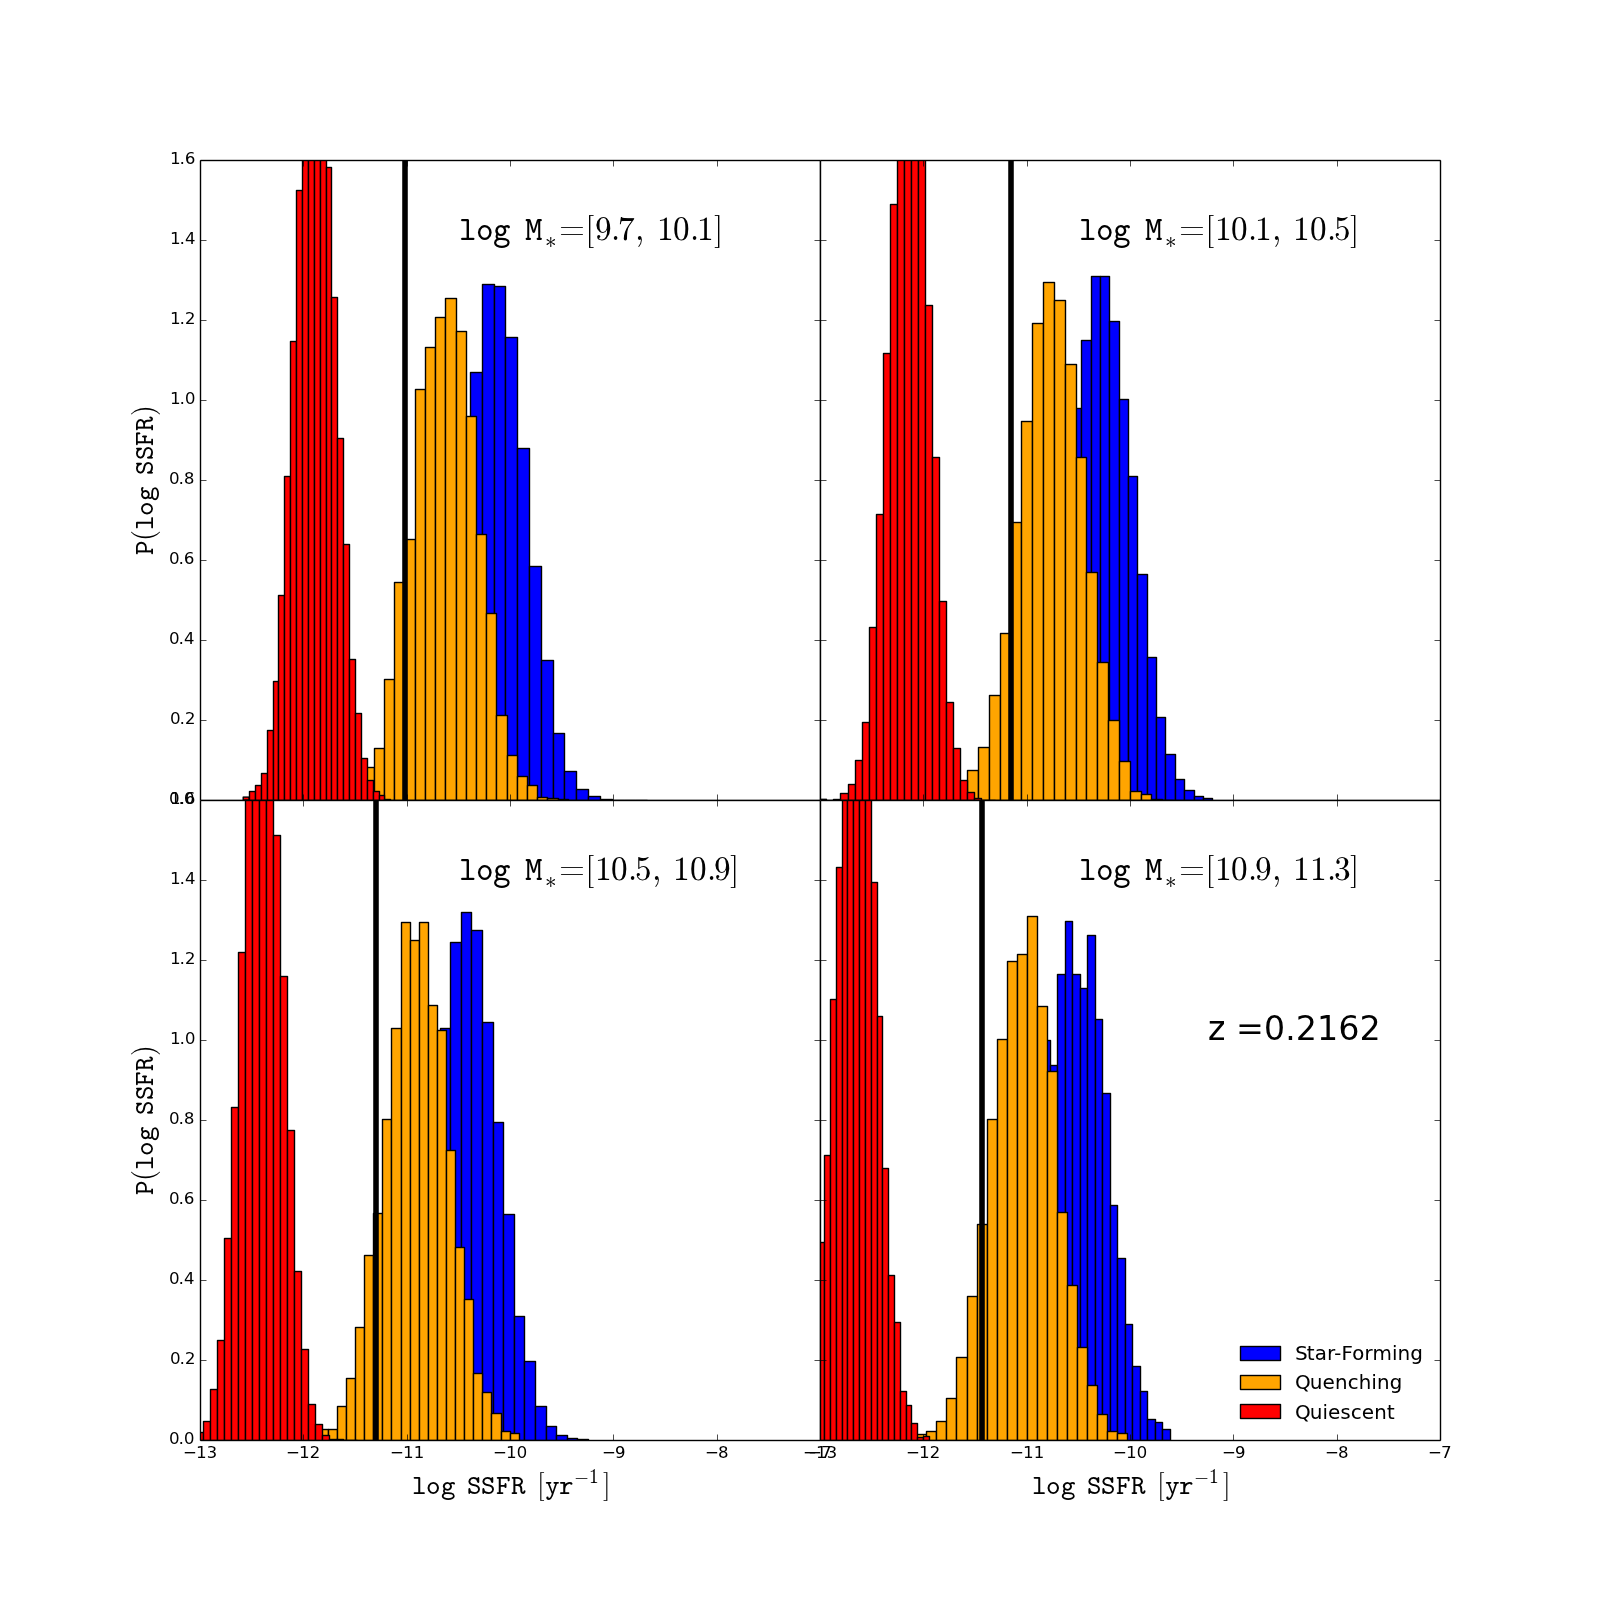 1.6
log M*=[9.7, 10.1]
log M*=[10.1, 10.5]
1.4
1.2
1.0
P(log SSFR)
0.8
0.6
0.4
0.2
log M*=[10.5, 10.9]
log M*=[10.9, 11.3]
1.4
1.2
z =0.2162
1.0
P(log SSFR)
0.8
0.6
0.4
Star-Forming
0.2
Quenching
Quiescent
0.0
−13 −12 −11 −10 −9 −8 −12 −11 −10 −9 −8 −7
log SSFR [yr⁻¹] log SSFR [yr⁻¹]